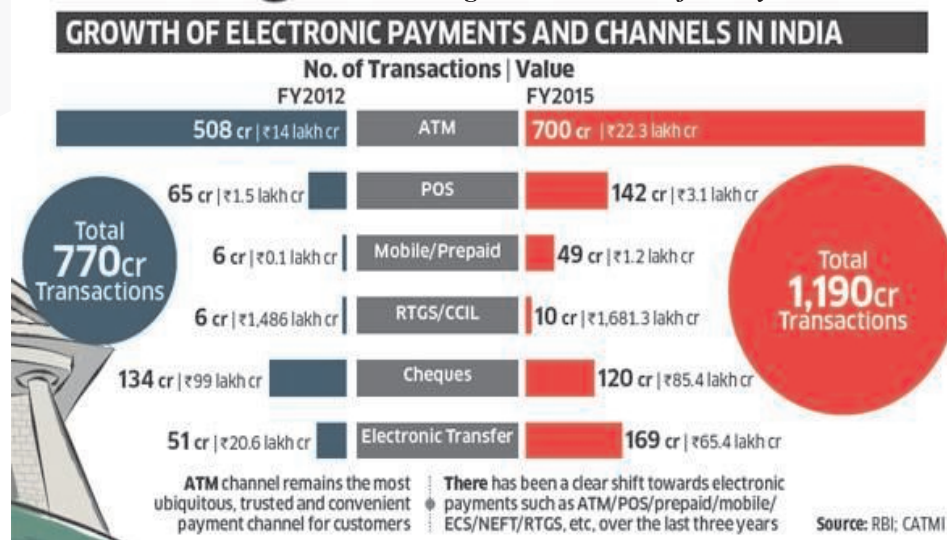 GROWTH OF ELECTRONIC PAYMENTS AND CHANNELS IN INDIA
No. of Transactions | Value
FY2012
FY2015
508 cr | ₹14 lakh cr
ATM
700 cr | ₹22.3 lakh cr
65 cr | ₹1.5 lakh cr
POS
142 cr | ₹3.1 lakh cr
Total
770cr
Transactions
6 cr | ₹0.1 lakh cr
Mobile/Prepaid
49 cr | ₹1.2 lakh cr
Total
1,190cr
Transactions
6 cr | ₹1,486 lakh cr
RTGS/CCIL
10 cr | ₹1,681.3 lakh cr
134 cr | ₹99 lakh cr
Cheques
120 cr | ₹85.4 lakh cr
51 cr | ₹20.6 lakh cr
Electronic Transfer
169 cr | ₹65.4 lakh cr
ATM channel remains the most
ubiquitous, trusted and convenient
payment channel for customers
There has been a clear shift towards electronic
payments such as ATM/POS/prepaid/mobile/
ECS/NEFT/RTGS, etc, over the last three years
Source: RBI; CATMI